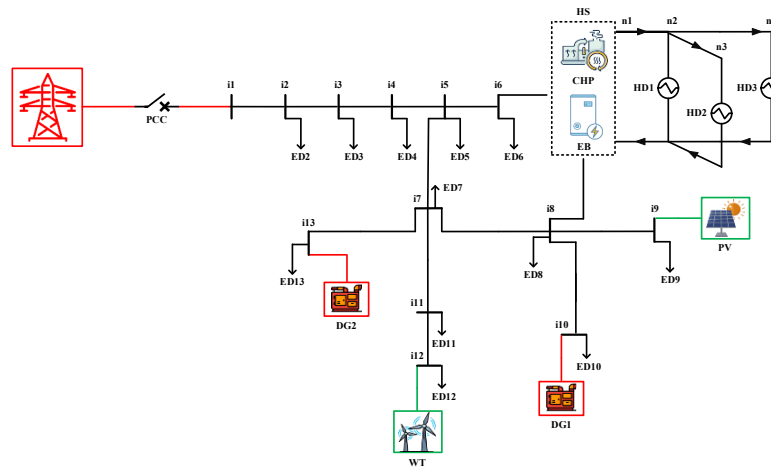 HS
n1
n2
n
n3
i1
i2
i3
i4
i5
i6
CHP
HD1
HD3
HD2
PCC
ED2
ED3
ED4
ED5
ED6
EB
ED7
i7
i8
i9
i13
PV
ED13
ED8
ED9
DG2
i11
i10
ED11
i12
ED10
ED12
DG1
WT